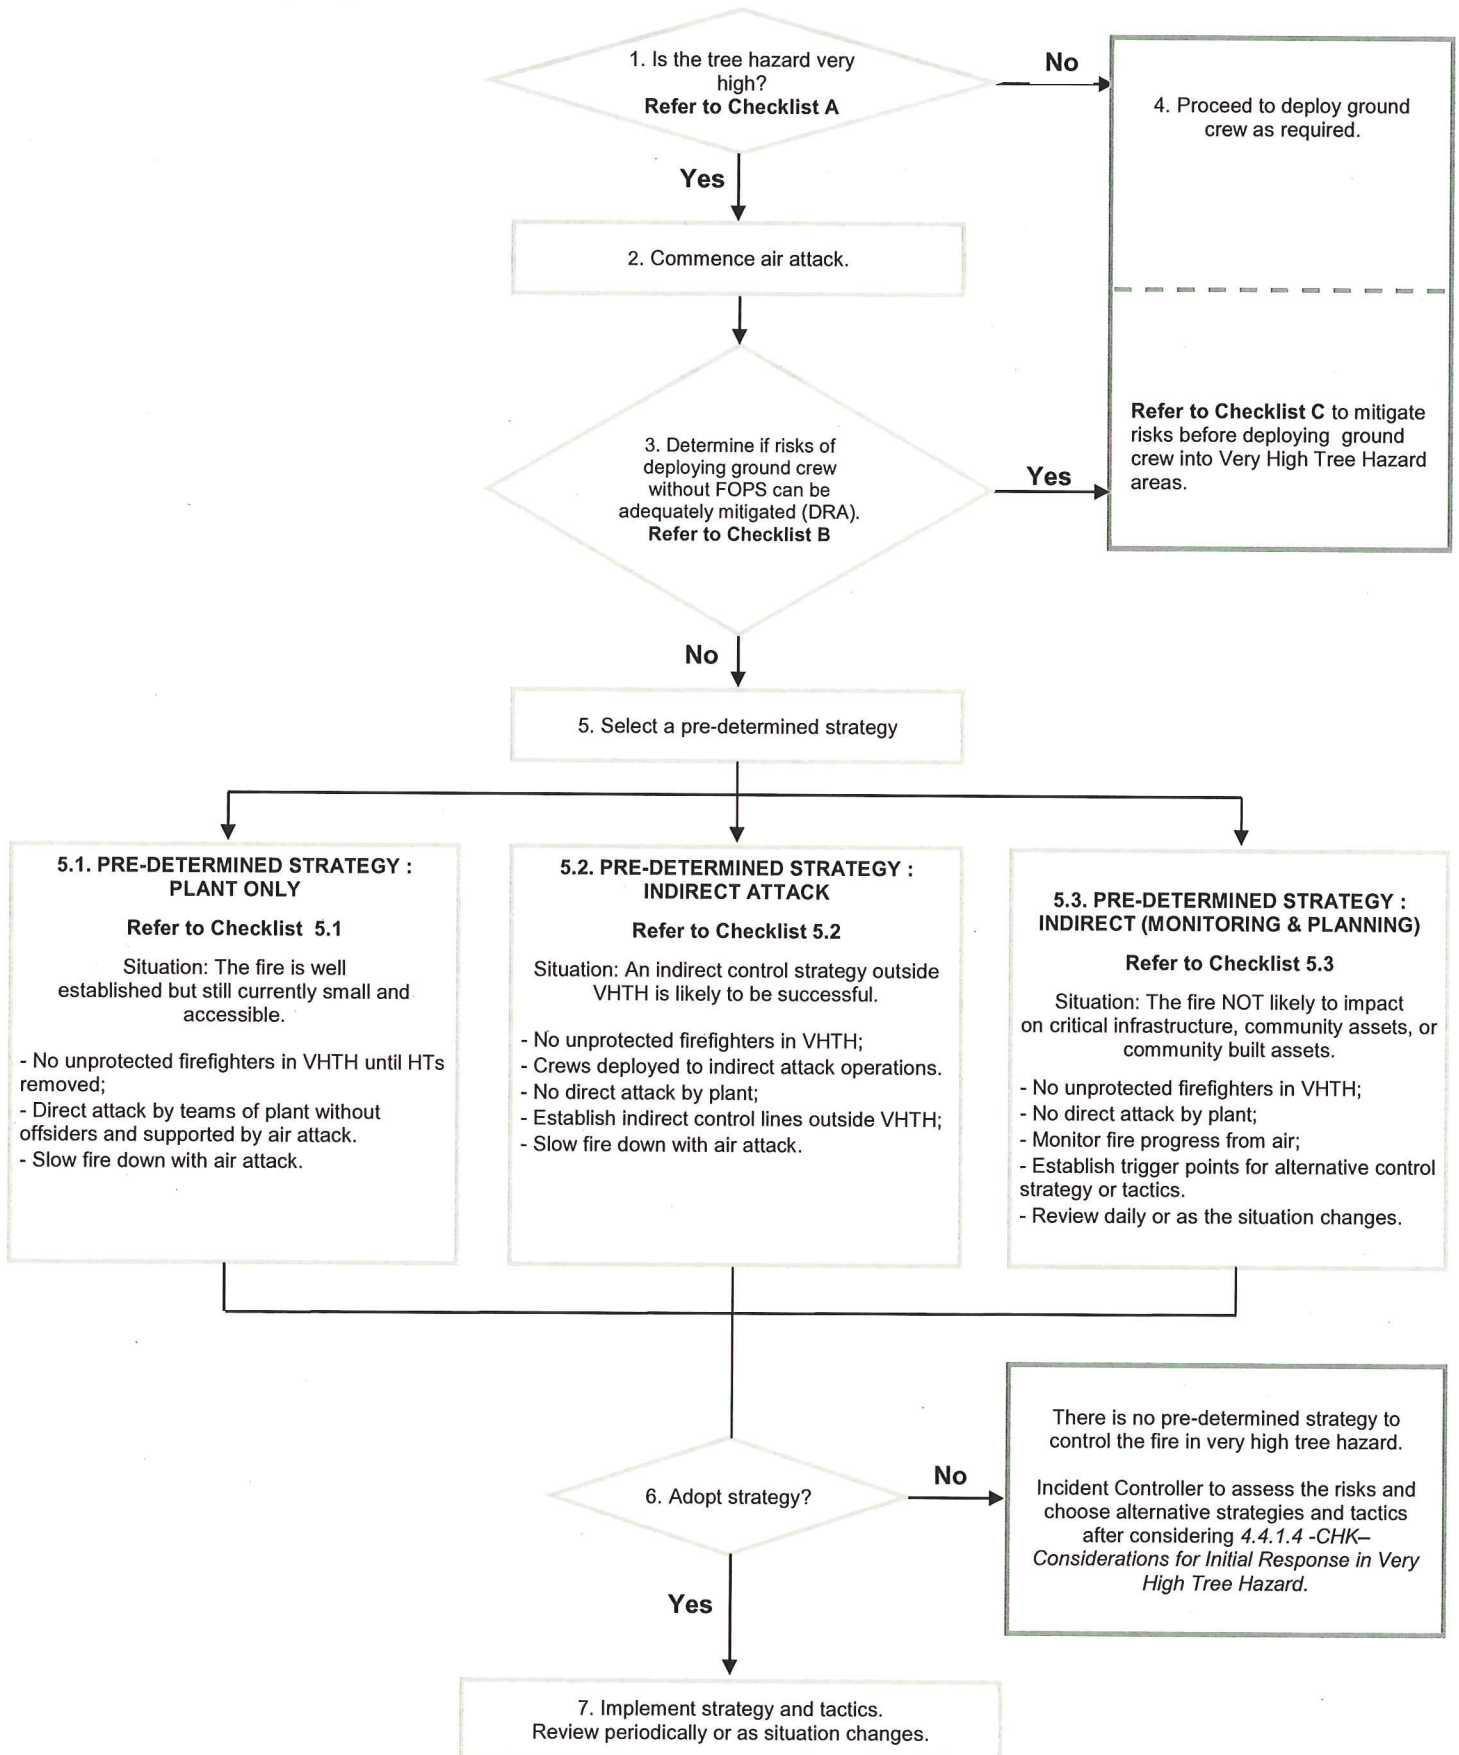 1. Is the tree hazard very
high?
Refer to Checklist A
No
4. Proceed to deploy ground
crew as required.
Yes
2. Commence air attack.
3. Determine if risks of
deploying ground crew
without FOPS can be
adequately mitigated (DRA).
Refer to Checklist B
Yes
Refer to Checklist C to mitigate
risks before deploying ground
crew into Very High Tree Hazard
areas.
No
5. Select a pre-determined strategy
5.1. PRE-DETERMINED STRATEGY :
PLANT ONLY
Refer to Checklist 5.1
Situation: The fire is well
established but still currently small and
accessible.
- No unprotected firefighters in VHTH until HTs
removed;
- Direct attack by teams of plant without
offsiders and supported by air attack.
- Slow fire down with air attack.
5.2. PRE-DETERMINED STRATEGY :
INDIRECT ATTACK
Refer to Checklist 5.2
Situation: An indirect control strategy outside
VHTH is likely to be successful.
- No unprotected firefighters in VHTH;
- Crews deployed to indirect attack operations.
- No direct attack by plant;
- Establish indirect control lines outside VHTH;
- Slow fire down with air attack.
5.3. PRE-DETERMINED STRATEGY :
INDIRECT (MONITORING & PLANNING)
Refer to Checklist 5.3
Situation: The fire NOT likely to impact
on critical infrastructure, community assets, or
community built assets.
- No unprotected firefighters in VHTH;
- No direct attack by plant;
- Monitor fire progress from air;
- Establish trigger points for alternative control
strategy or tactics.
- Review daily or as the situation changes.
6. Adopt strategy?
No
There is no pre-determined strategy to
control the fire in very high tree hazard.
Incident Controller to assess the risks and
choose alternative strategies and tactics
after considering 4.4.1.4 -CHK–
Considerations for Initial Response in Very
High Tree Hazard.
Yes
7. Implement strategy and tactics.
Review periodically or as situation changes.